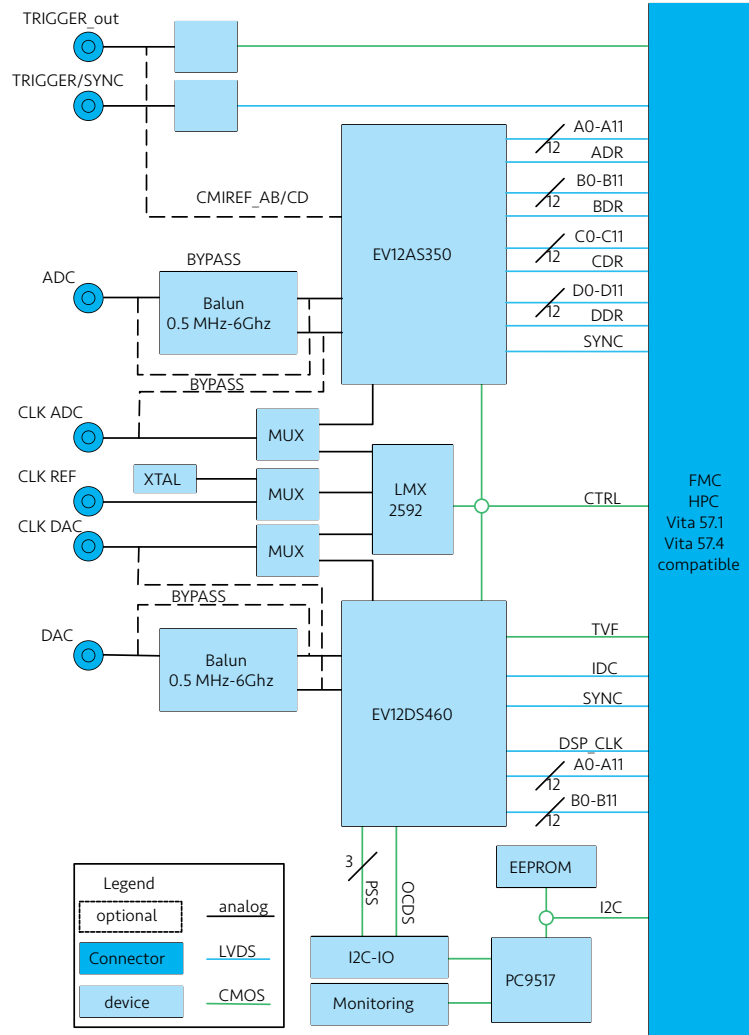 TRIGGER_out
TRIGGER/SYNC
A0-A11
12
ADR
B0-B11
12
BDR
CMIREF_AB/CD
EV12AS350
C0-C11
12
CDR
ADC
BYPASS
Balun
0.5 MHz-6Ghz
D0-D11
12
DDR
SYNC
BYPASS
CLK ADC
MUX
CLK REF
XTAL
MUX
LMX
2592
CTRL
FMC
HPC
Vita 57.1
Vita 57.4
compatible
CLK DAC
MUX
BYPASS
DAC
Balun
0.5 MHz-6Ghz
EV12DS460
TVF
IDC
SYNC
DSP_CLK
A0-A11
12
B0-B11
12
3
PSS
OCDS
EEPROM
I2C
I2C-IO
Monitoring
PC9517
Legend
optional
analog
Connector
LVDS
device
CMOS